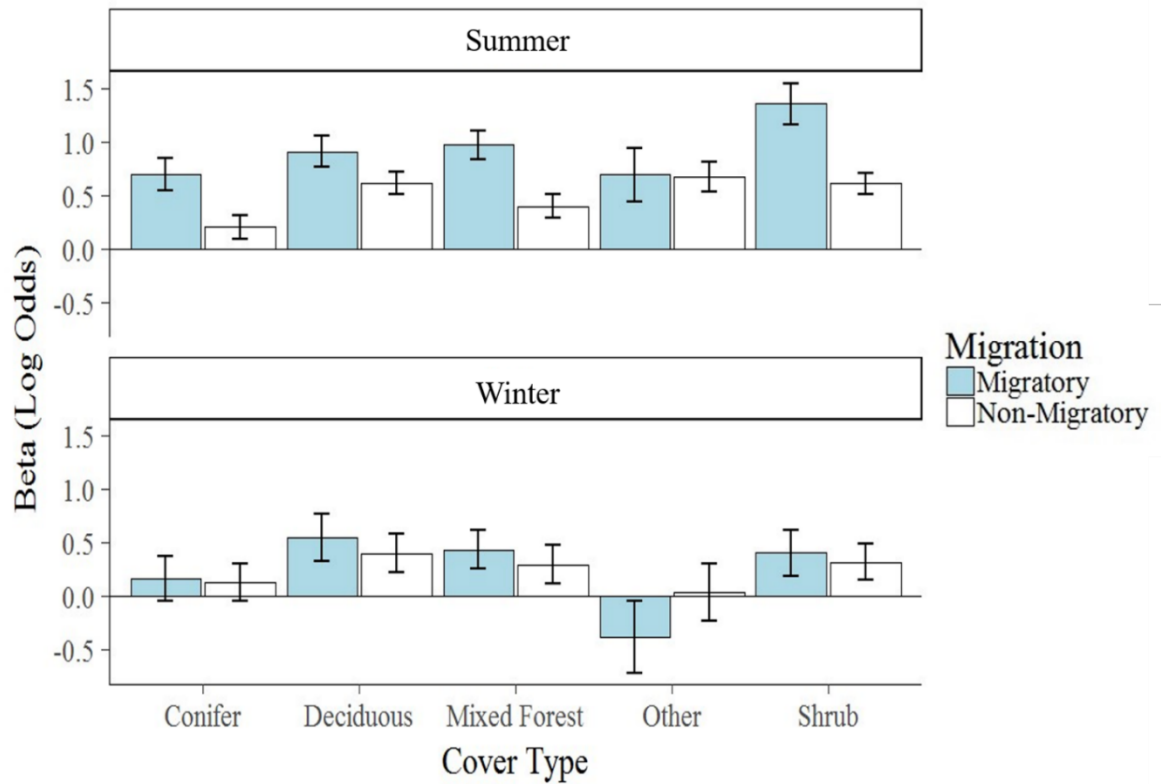 Summer
1.5
1.0
0.5
0.0
-0.5
Winter
1.5
1.0
0.5
0.0
-0.5
Beta (Log Odds)
Conifer Deciduous Mixed Forest Other Shrub
Cover Type
Migration
Migratory
Non-Migratory